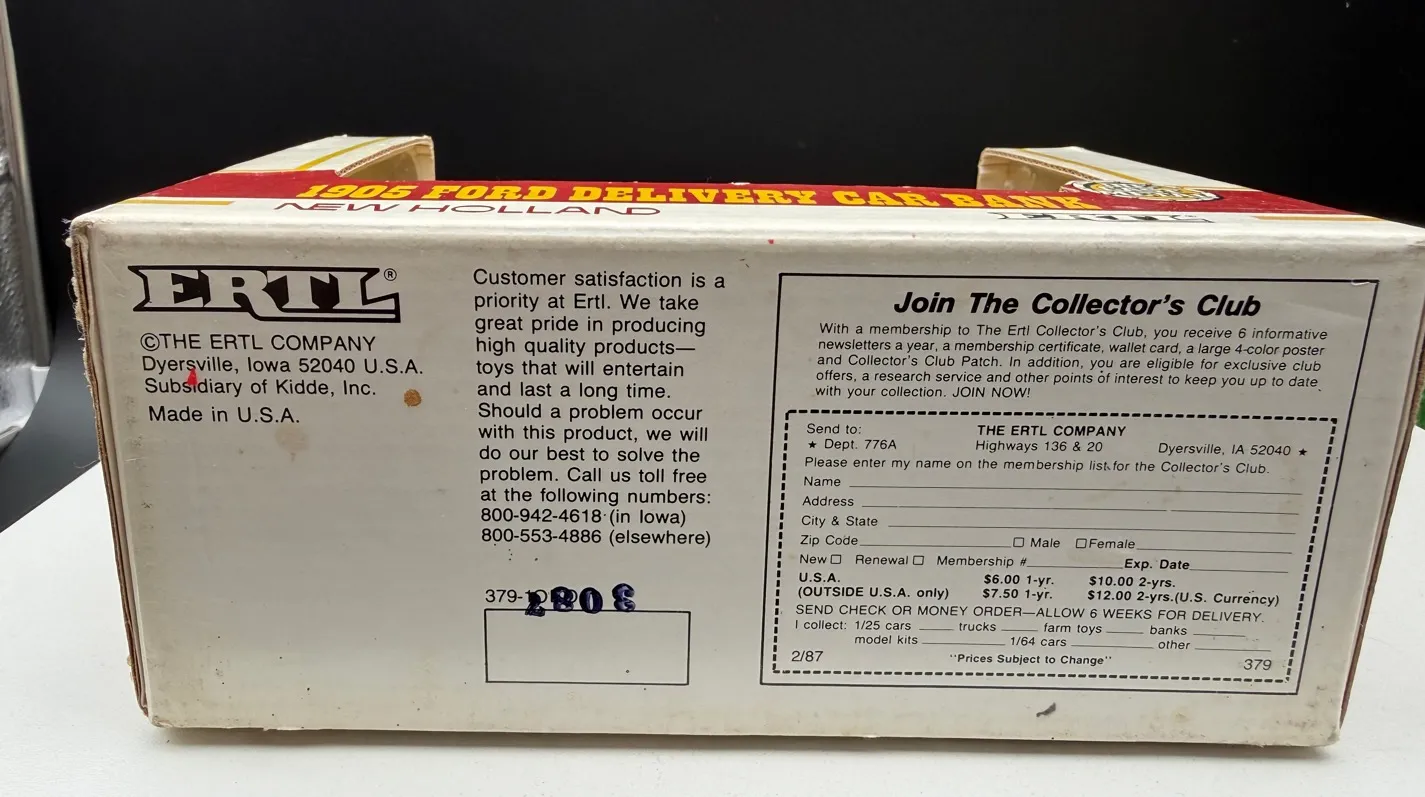 1905 FORD DELIVERY CAR BANK
NEW HOLLAND
ERTL
ERTL®
©THE ERTL COMPANY
Dyersville, Iowa 52040 U.S.A.
Subsidiary of Kidde, Inc.
Made in U.S.A.
Customer satisfaction is a
priority at Ertl. We take
great pride in producing
high quality products—
toys that will entertain
and last a long time.
Should a problem occur
with this product, we will
do our best to solve the
problem. Call us toll free
at the following numbers:
800-942-4618 (in Iowa)
800-553-4886 (elsewhere)
379-
Join The Collector's Club
With a membership to The Ertl Collector's Club, you receive 6 informative
newsletters a year, a membership certificate, wallet card, a large 4-color poster
and Collector's Club Patch. In addition, you are eligible for exclusive club
offers, a research service and other points of interest to keep you up to date
with your collection. JOIN NOW!
Send to: THE ERTL COMPANY
★ Dept. 776A Highways 136 & 20 Dyersville, IA 52040 ★
Please enter my name on the membership list for the Collector's Club.
Name
Address
City & State
Zip Code ☐ Male ☐ Female
New ☐ Renewal ☐ Membership # Exp. Date
U.S.A. $6.00 1-yr. $10.00 2-yrs.
(OUTSIDE U.S.A. only) $7.50 1-yr. $12.00 2-yrs.(U.S. Currency)
SEND CHECK OR MONEY ORDER—ALLOW 6 WEEKS FOR DELIVERY.
I collect: 1/25 cars trucks farm toys banks
model kits 1/64 cars other
2/87 "Prices Subject to Change" 379